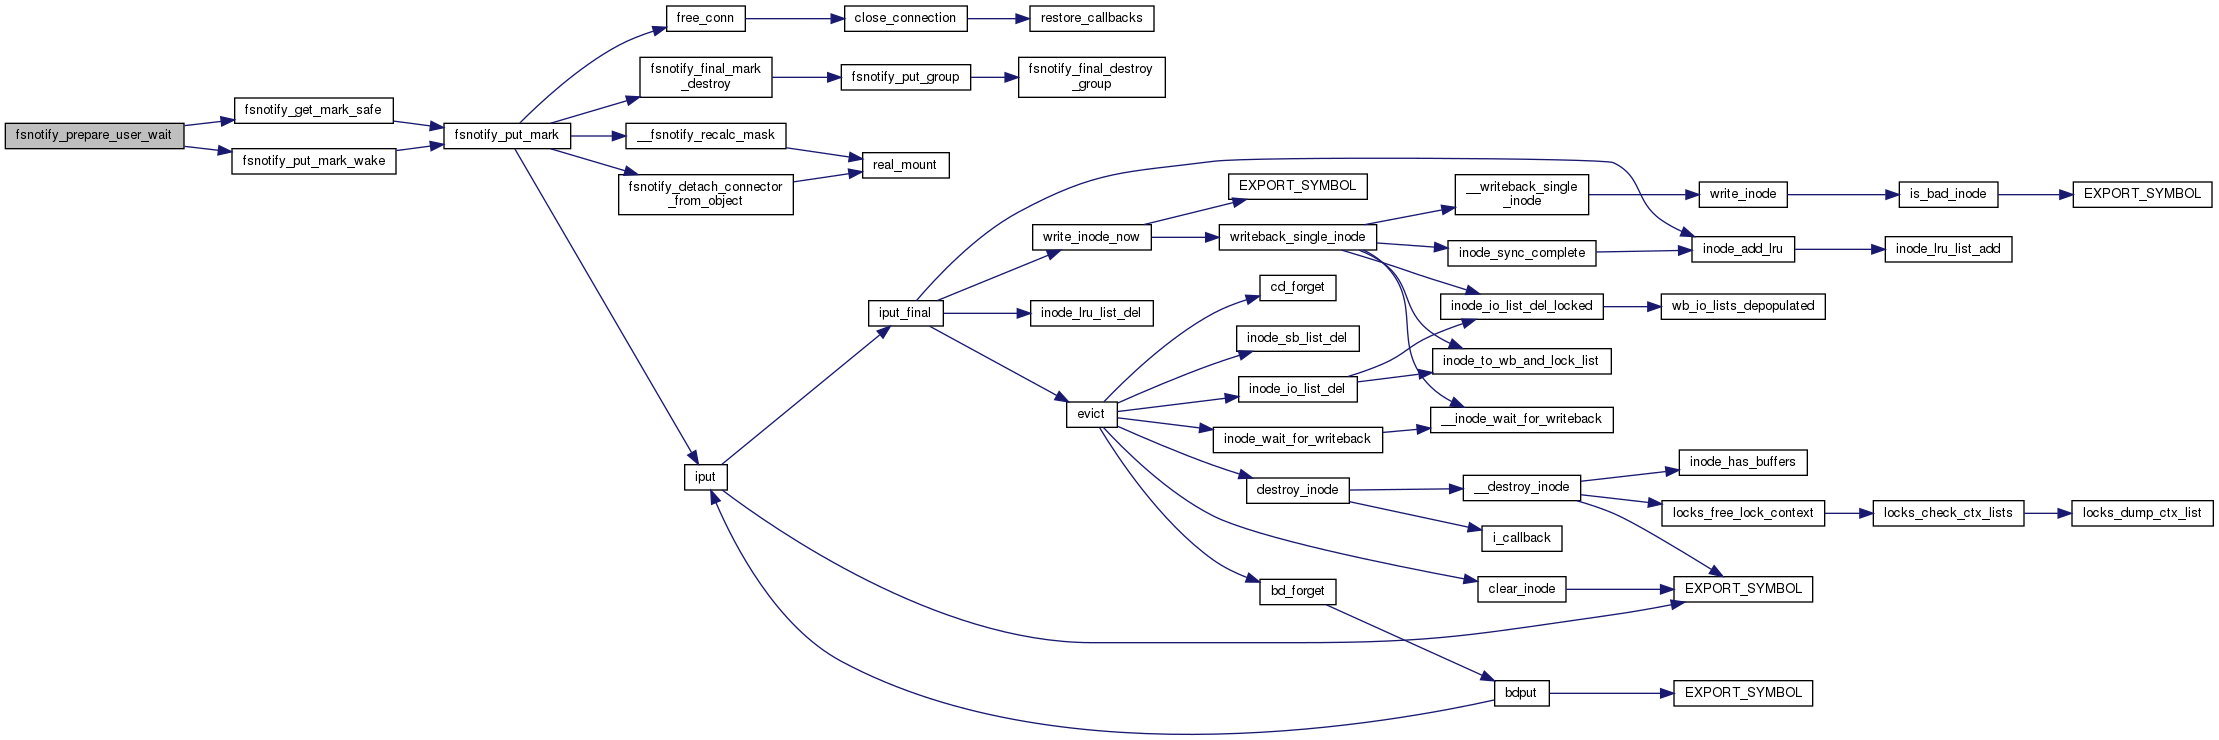 fsnotify_prepare_user_wait
fsnotify_get_mark_safe
fsnotify_put_mark_wake
fsnotify_put_mark
free_conn
close_connection
restore_callbacks
fsnotify_final_mark
_destroy
fsnotify_put_group
fsnotify_final_destroy
_group
__fsnotify_recalc_mask
real_mount
fsnotify_detach_connector
_from_object
iput
iput_final
write_inode_now
inode_lru_list_del
evict
EXPORT_SYMBOL
writeback_single_inode
cd_forget
inode_sb_list_del
inode_io_list_del
inode_wait_for_writeback
destroy_inode
bd_forget
__writeback_single
_inode
inode_sync_complete
inode_io_list_del_locked
inode_to_wb_and_lock_list
__inode_wait_for_writeback
__destroy_inode
i_callback
clear_inode
bdput
write_inode
inode_add_lru
wb_io_lists_depopulated
inode_has_buffers
locks_free_lock_context
EXPORT_SYMBOL
EXPORT_SYMBOL
is_bad_inode
inode_lru_list_add
locks_check_ctx_lists
EXPORT_SYMBOL
locks_dump_ctx_list